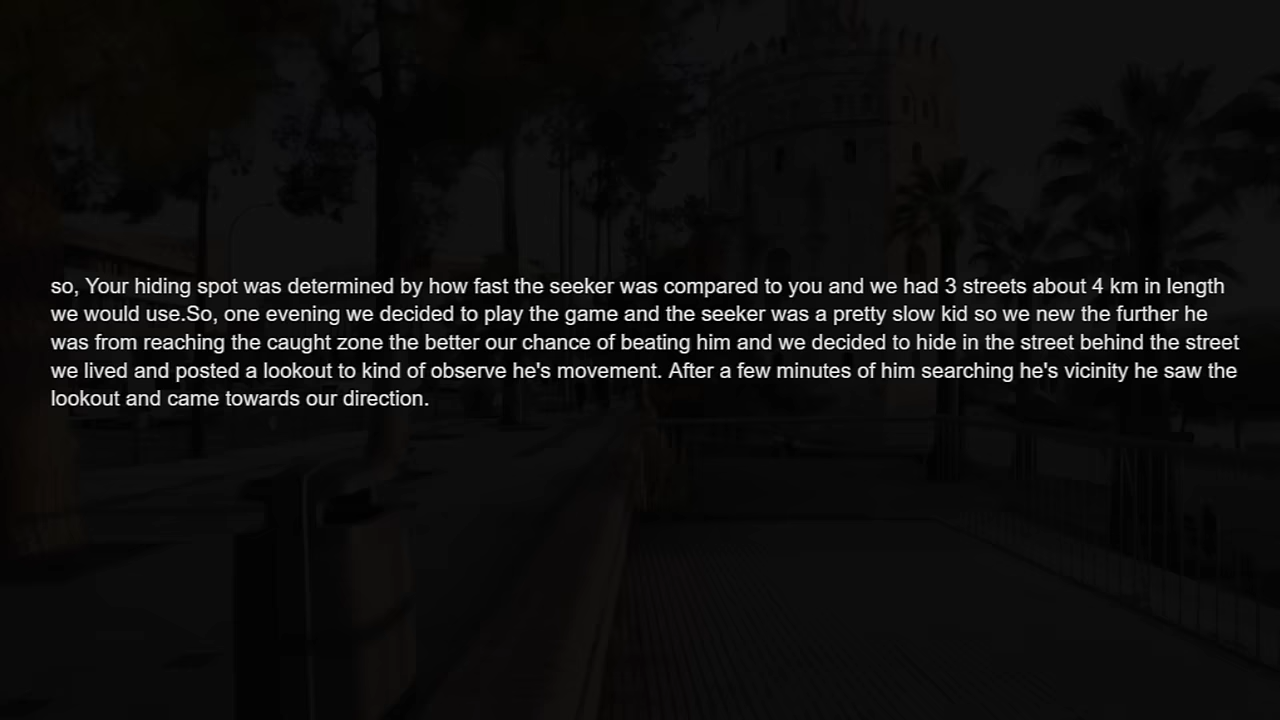 so, Your hiding spot was determined by how fast the seeker was compared to you and we had 3 streets about 4 km in length
we would use.So, one evening we decided to play the game and the seeker was a pretty slow kid so we new the further he
was from reaching the caught zone the better our chance of beating him and we decided to hide in the street behind the street
we lived and posted a lookout to kind of observe he's movement. After a few minutes of him searching he's vicinity he saw the
lookout and came towards our direction.